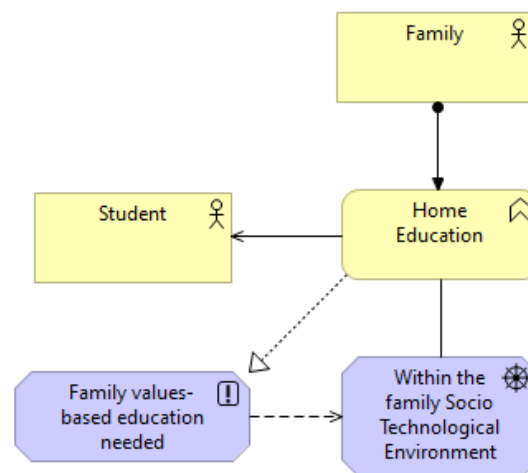 Family
Student
Home
Education
Family values-
based education
needed
Within the
family Socio
Technological
Environment